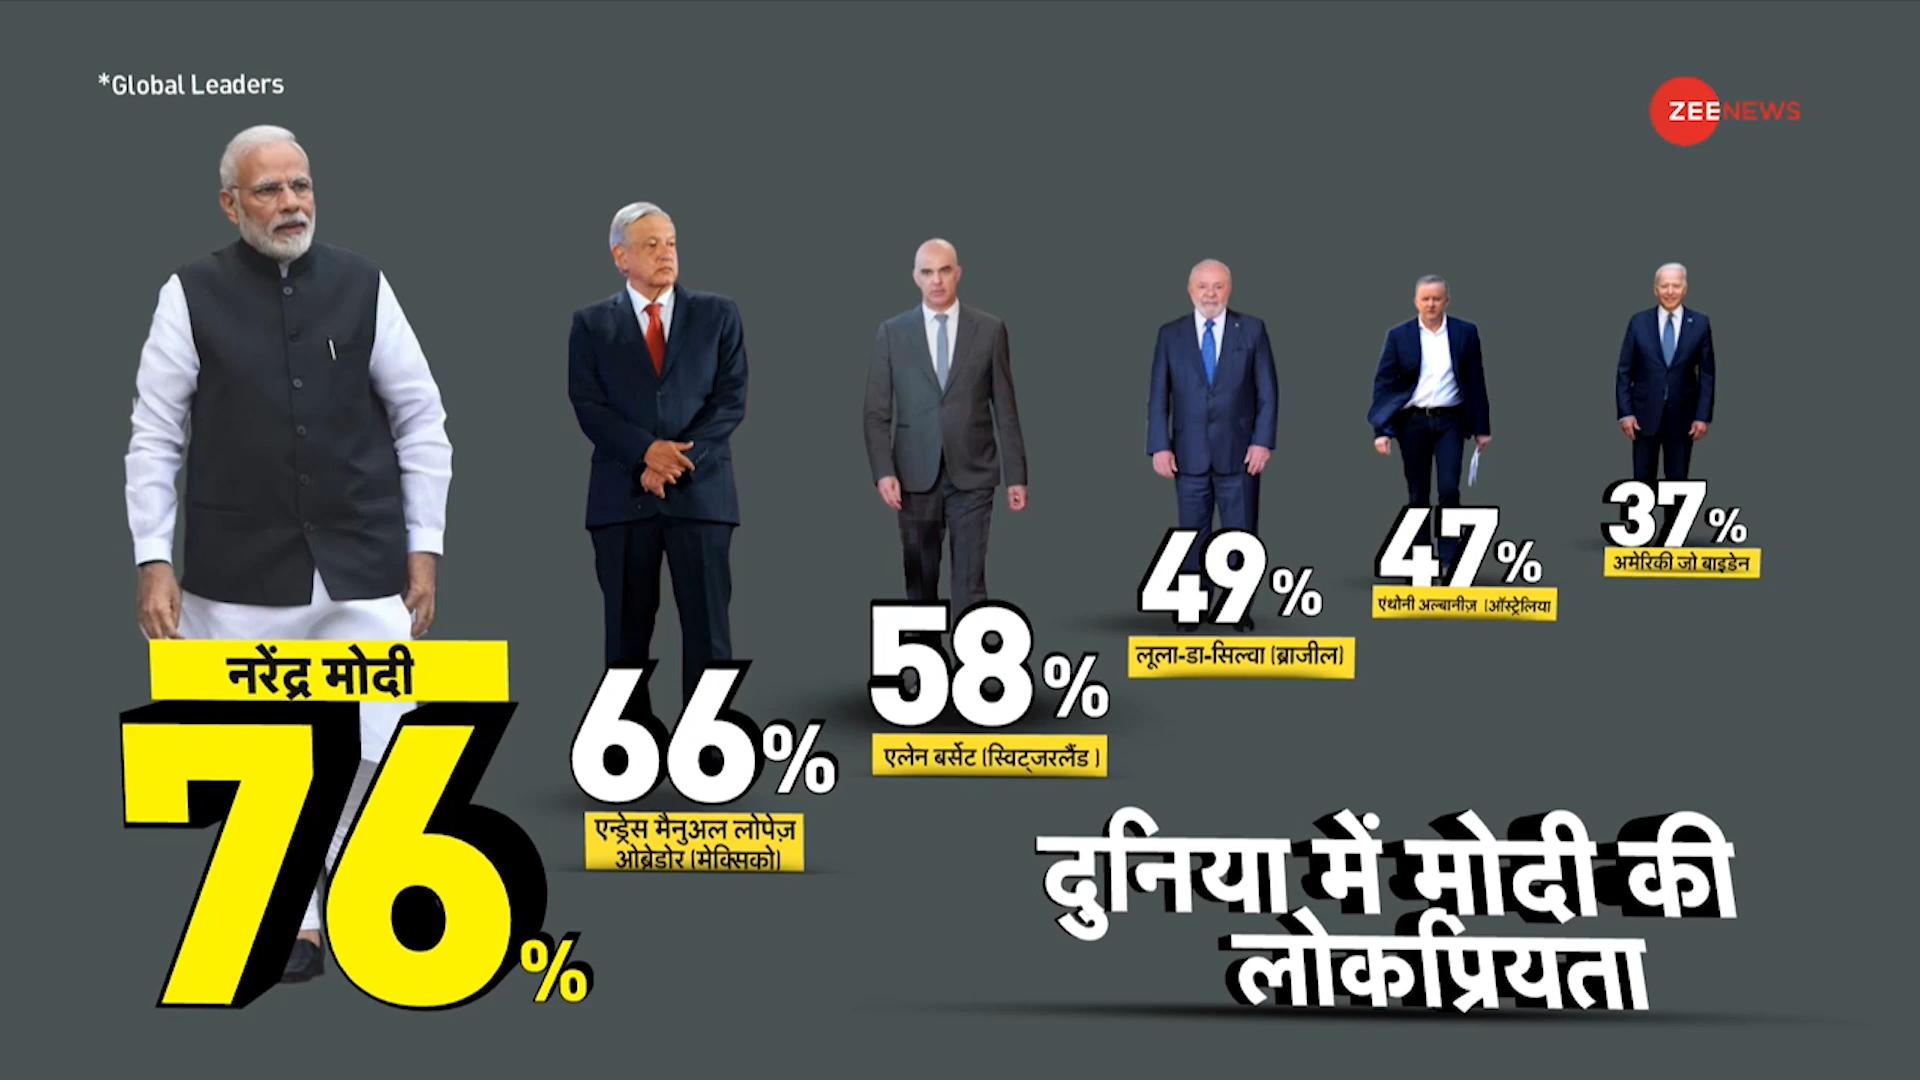 *Global Leaders
ZEENEWS
नरेंद्र मोदी
76%
66%
एन्ड्रेस मैनुअल लोपेज़
ओब्रेडोर (मेक्सिको)
58%
एलेन बर्सेट (स्विट्जरलैंड )
49%
लूला-डा-सिल्वा (ब्राजील)
47%
एंथोनी अल्बानीज़ (ऑस्ट्रेलिया
37%
अमेरिकी जो बाइडेन
दुनिया में मोदी की
लोकप्रियता